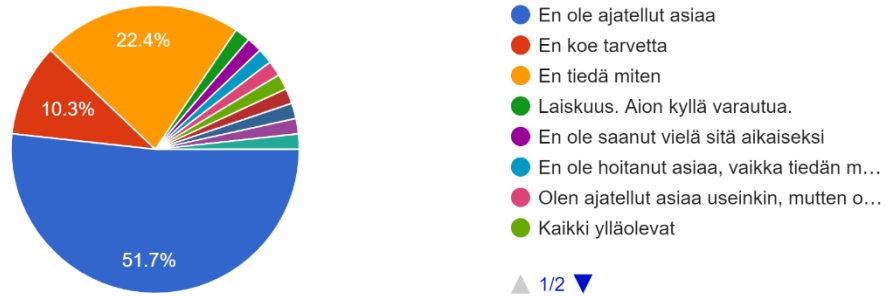 22.4%
10.3%
51.7%
En ole ajatellut asiaa
En koe tarvetta
En tiedä miten
Laiskuus. Aion kyllä varautua.
En ole saanut vielä sitä aikaiseksi
En ole hoitanut asiaa, vaikka tiedän m…
Olen ajatellut asiaa useinkin, mutten o…
Kaikki ylläolevat
1/2